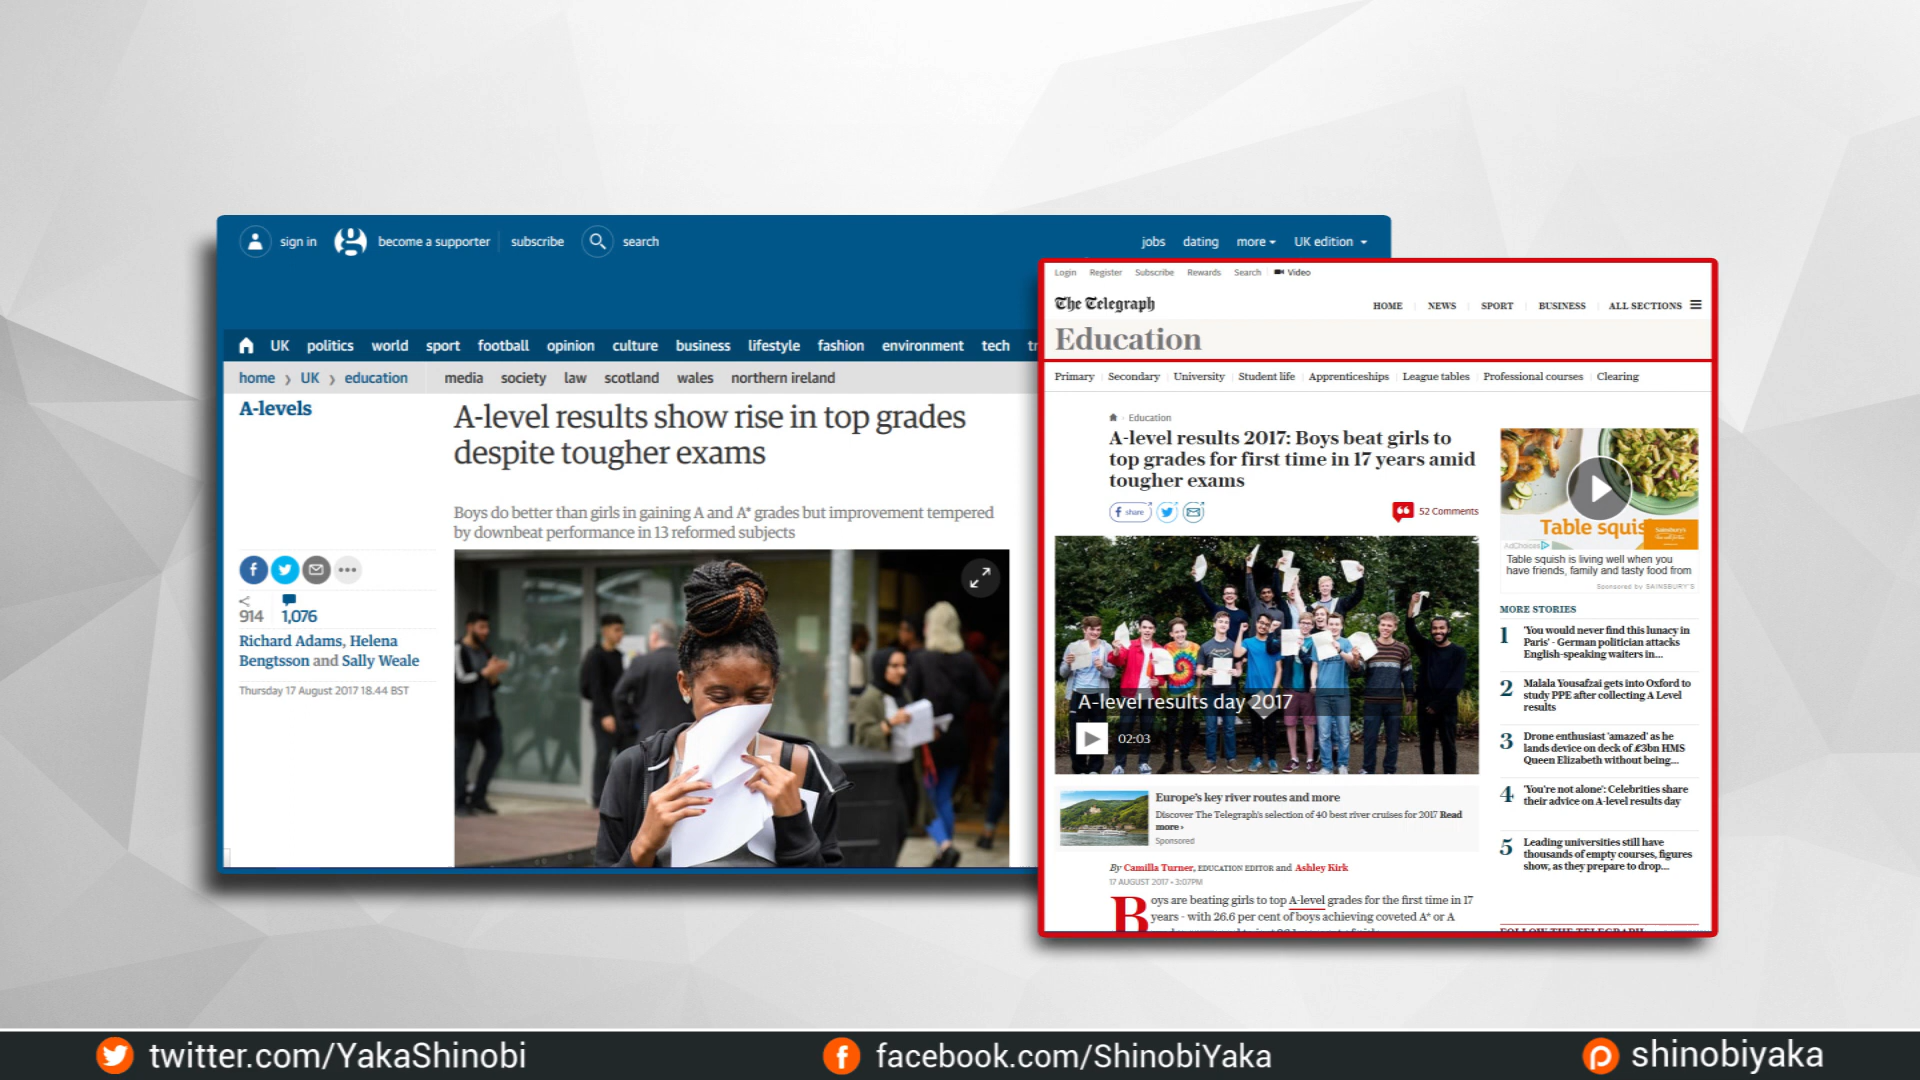 sign in
become a supporter
subscribe
search
jobs
dating
more
UK edition
UK politics world sport football opinion culture business lifestyle fashion environment tech
home UK education media society law scotland wales northern ireland
A-levels
A-level results show rise in top grades
despite tougher exams
Boys do better than girls in gaining A and A* grades but improvement tempered
by downbeat performance in 13 reformed subjects
914
1,076
Richard Adams, Helena
Bengtsson and Sally Weale
Thursday 17 August 2017 18.44 BST
Login Register Subscribe Rewards Search Video
The Telegraph
HOME NEWS SPORT BUSINESS ALL SECTIONS
Education
Primary Secondary University Student life Apprenticeships League tables Professional courses Clearing
Education
A-level results 2017: Boys beat girls to
top grades for first time in 17 years amid
tougher exams
share
52 Comments
A-level results day 2017
02:03
Europe's key river routes and more
Discover The Telegraph's selection of 40 best river cruises for 2017 Read
more ›
Sponsored
By Camilla Turner, EDUCATION EDITOR and Ashley Kirk
17 AUGUST 2017 • 3:07PM
Boys are beating girls to top A-level grades for the first time in 17
years - with 26.6 per cent of boys achieving coveted A* or A
Table squis
Sainsbury's
AdChoices
Table squish is living well when you
have friends, family and tasty food from
Sponsored by SAINSBURY'S
MORE STORIES
1 'You would never find this lunacy in
Paris' - German politician attacks
English-speaking waiters in...
2 Malala Yousafzai gets into Oxford to
study PPE after collecting A Level
results
3 Drone enthusiast 'amazed' as he
lands device on deck of £3bn HMS
Queen Elizabeth without being...
4 'You're not alone': Celebrities share
their advice on A-level results day
5 Leading universities still have
thousands of empty courses, figures
show, as they prepare to drop...
FOLLOW THE TELEGRAPH
twitter.com/YakaShinobi
facebook.com/ShinobiYaka
shinobiyaka